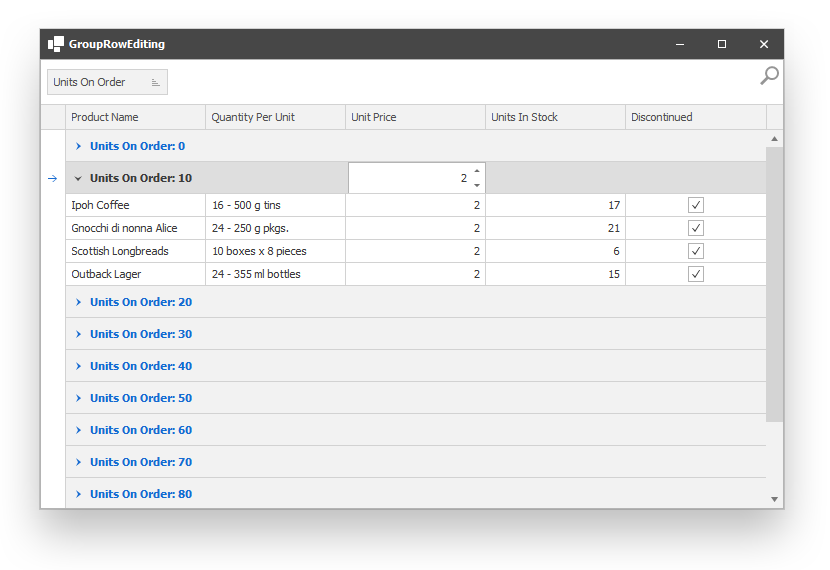 GroupRowEditing
Units On Order
Product Name Quantity Per Unit Unit Price Units In Stock Discontinued
Units On Order: 0
Units On Order: 10 2
Ipoh Coffee 16 - 500 g tins 2 17
Gnocchi di nonna Alice 24 - 250 g pkgs. 2 21
Scottish Longbreads 10 boxes x 8 pieces 2 6
Outback Lager 24 - 355 ml bottles 2 15
Units On Order: 20
Units On Order: 30
Units On Order: 40
Units On Order: 50
Units On Order: 60
Units On Order: 70
Units On Order: 80